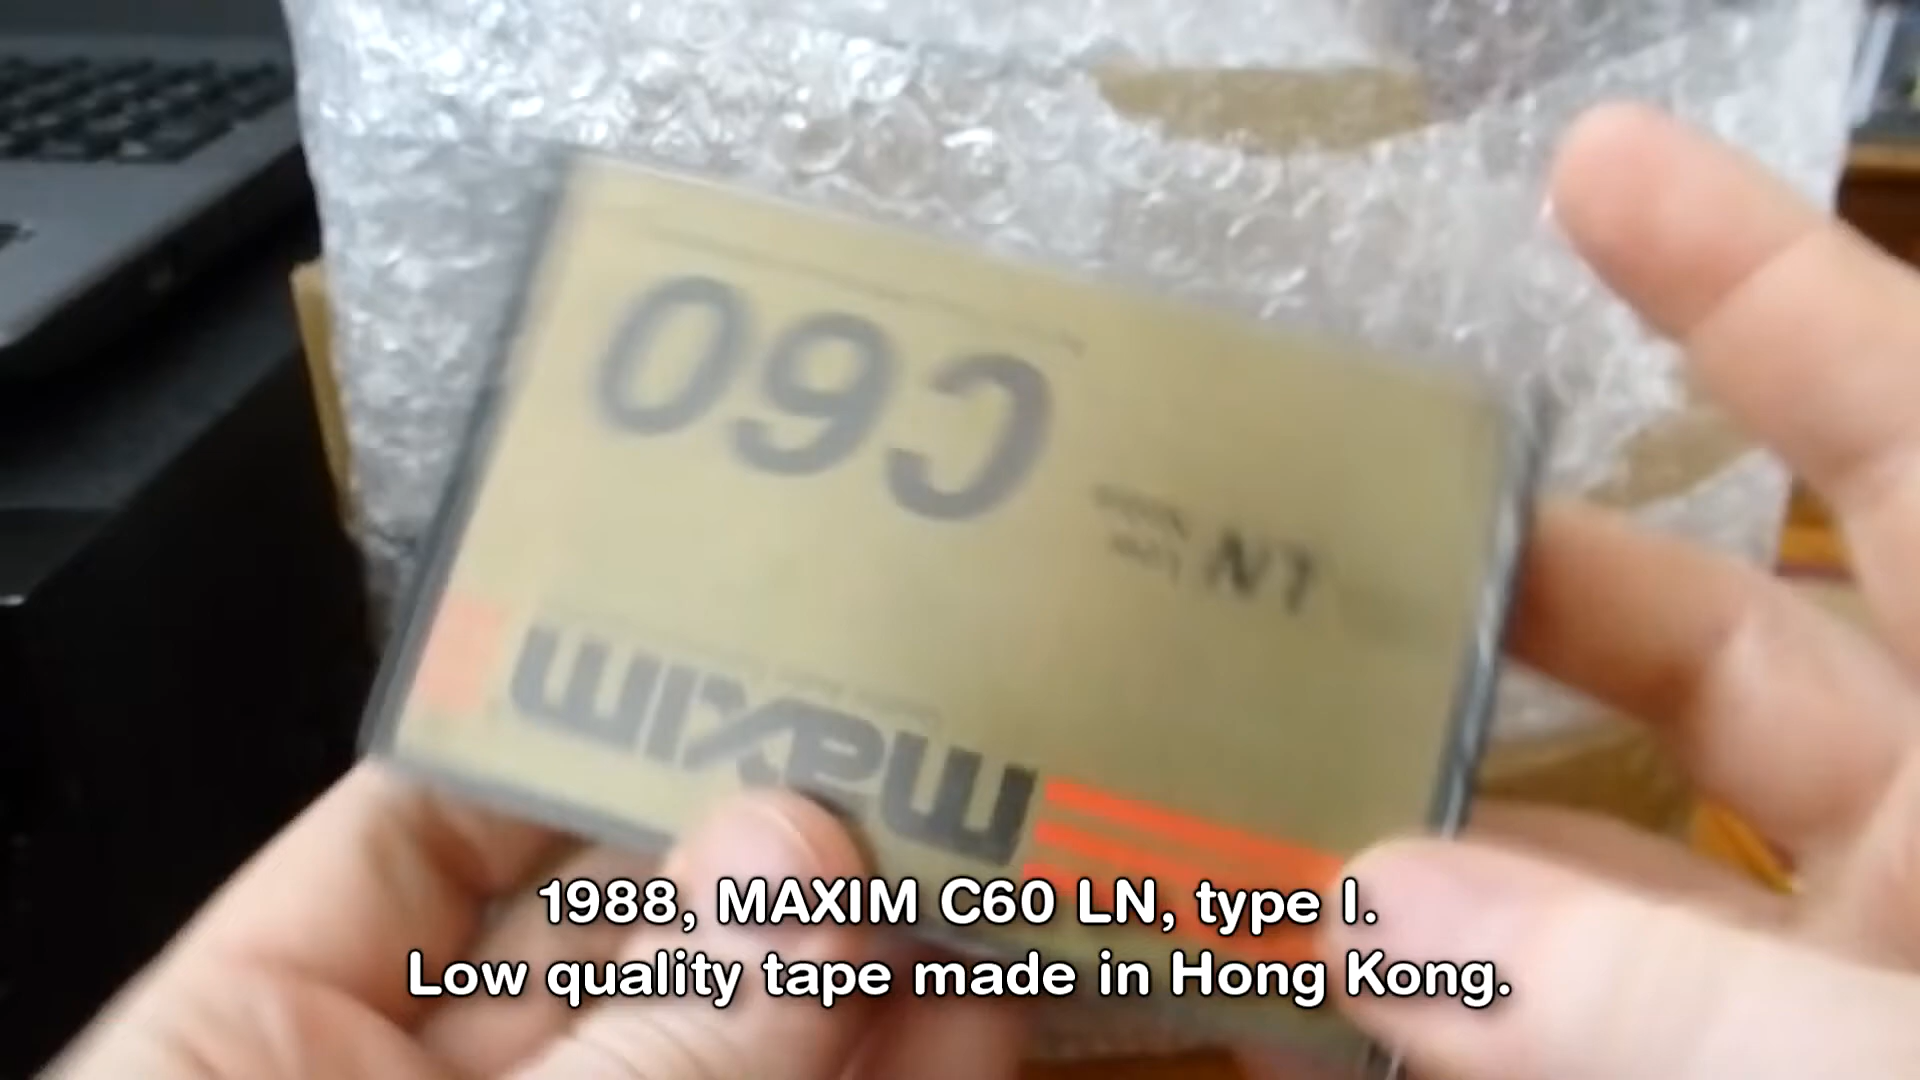 C60
LN
maxim
1988, MAXIM C60 LN, type I.
Low quality tape made in Hong Kong.